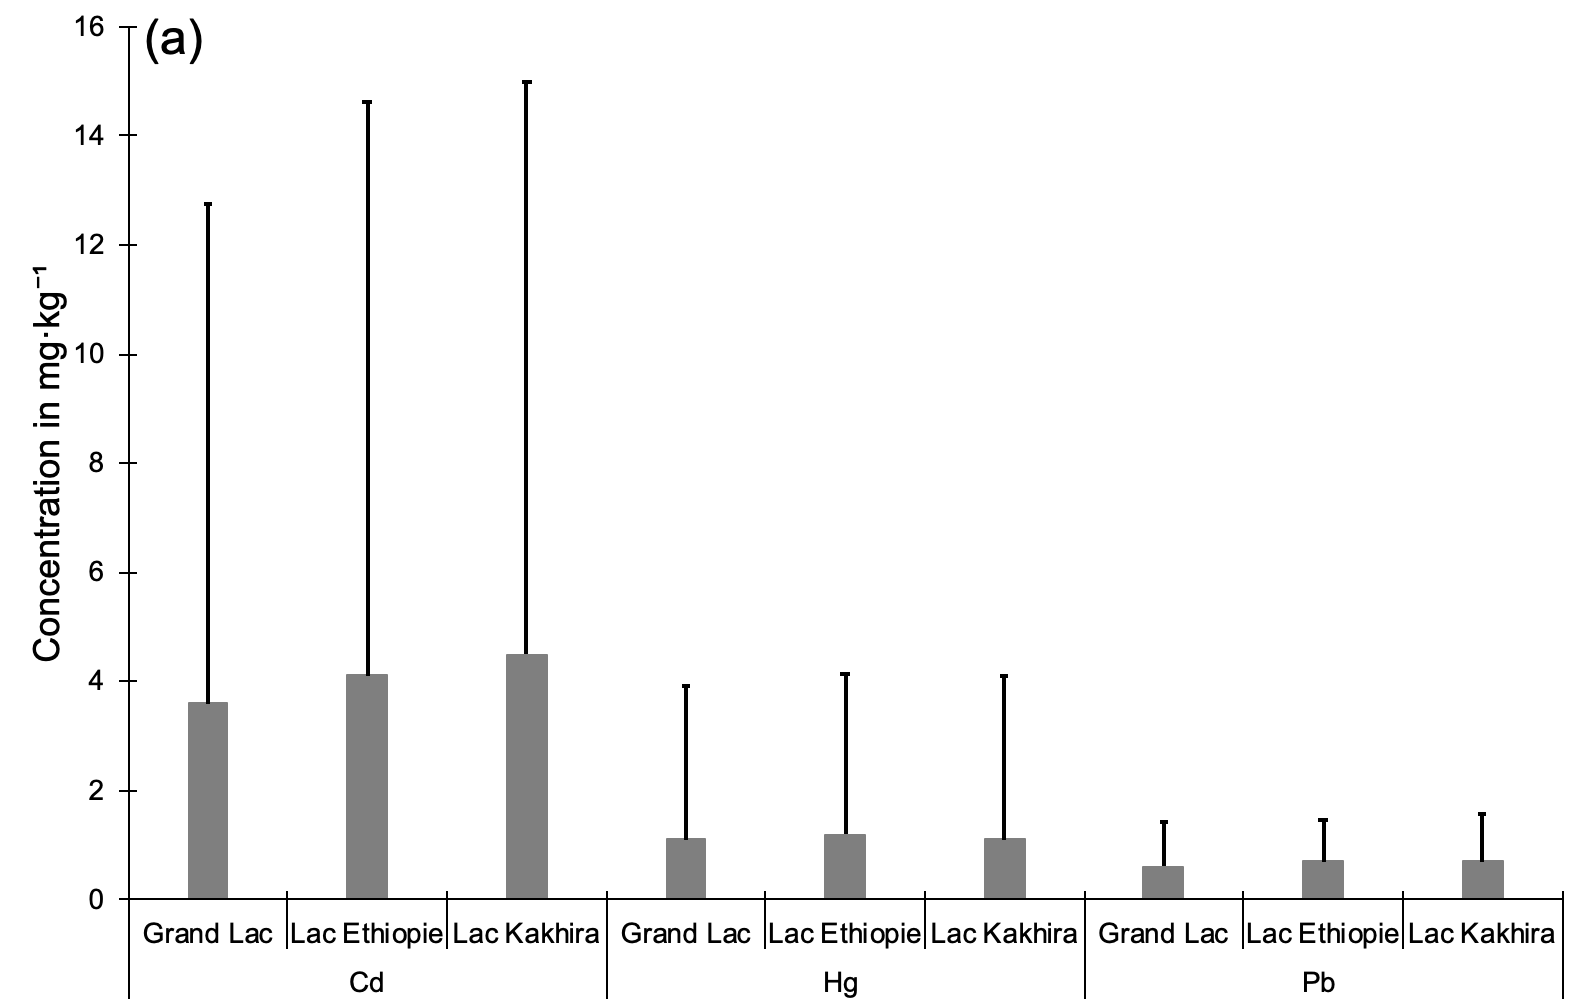 (a)
Concentration in mg·kg⁻¹
16
14
12
10
8
6
4
2
0
Grand Lac Lac Ethiopie Lac Kakhira Grand Lac Lac Ethiopie Lac Kakhira Grand Lac Lac Ethiopie Lac Kakhira
Cd Hg Pb